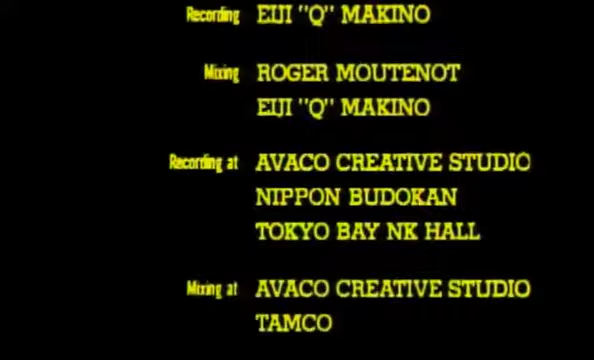 Recording EIJI "Q" MAKINO
Mixing ROGER MOUTENOT
EIJI "Q" MAKINO
Recording at AVACO CREATIVE STUDIO
NIPPON BUDOKAN
TOKYO BAY NK HALL
Mixing at AVACO CREATIVE STUDIO
TAMCO